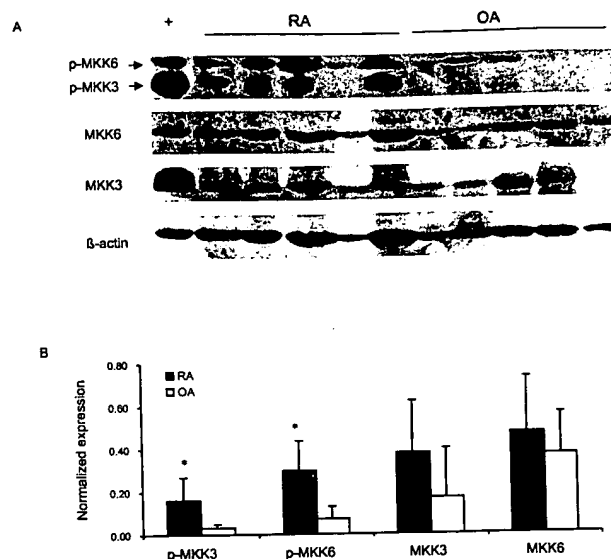 A
+ RA OA
p-MKK6
p-MKK3
MKK6
MKK3
ß-actin
B
Normalized expression
0.80
0.60
0.40
0.20
0.00
RA
OA
*
*
p-MKK3 p-MKK6 MKK3 MKK6